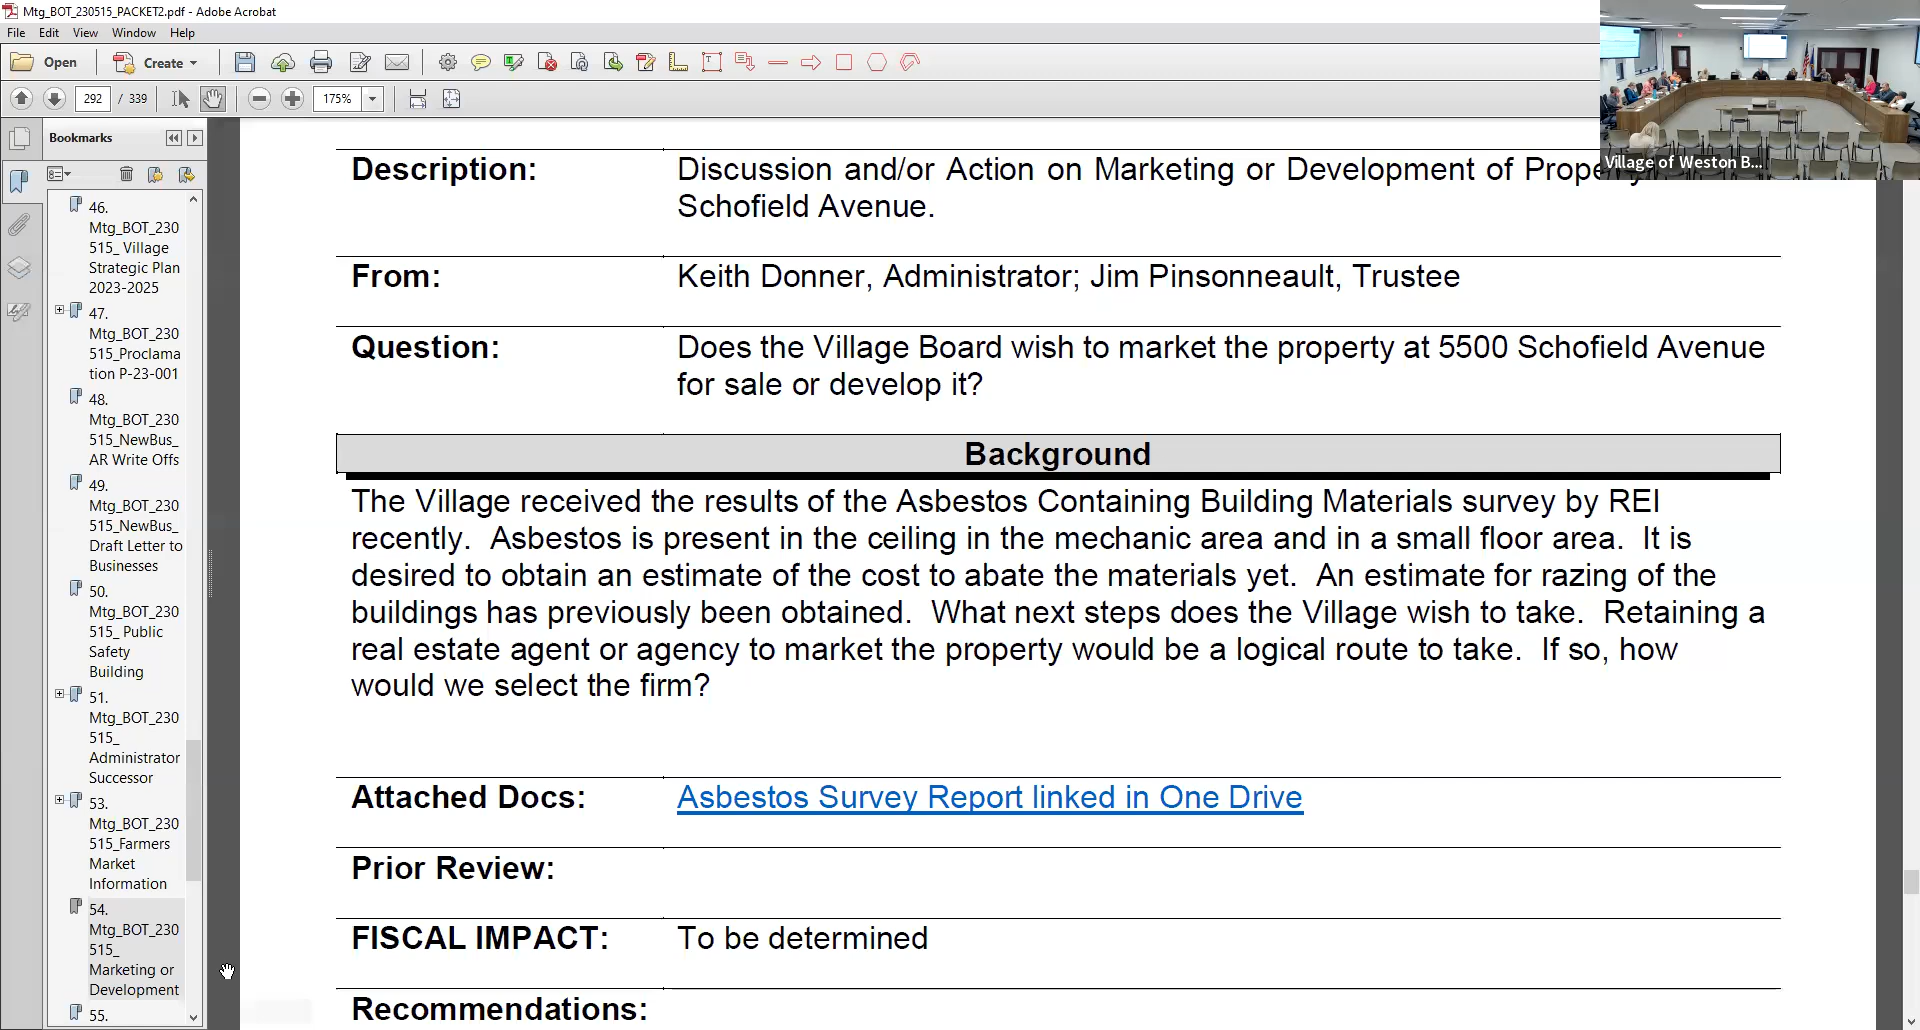 Mtg_BOT_230515_PACKET2.pdf - Adobe Acrobat
File Edit View Window Help
Open Create
292 / 339 175%
Bookmarks
46.
Mtg_BOT_230
515_ Village
Strategic Plan
2023-2025
47.
Mtg_BOT_230
515_Proclama
tion P-23-001
48.
Mtg_BOT_230
515_NewBus_
AR Write Offs
49.
Mtg_BOT_230
515_NewBus_
Draft Letter to
Businesses
50.
Mtg_BOT_230
515_ Public
Safety
Building
51.
Mtg_BOT_230
515_
Administrator
Successor
53.
Mtg_BOT_230
515_Farmers
Market
Information
54.
Mtg_BOT_230
515_
Marketing or
Development
55.
Village of Weston B...
Description: Discussion and/or Action on Marketing or Development of
Schofield Avenue.
From: Keith Donner, Administrator; Jim Pinsonneault, Trustee
Question: Does the Village Board wish to market the property at 5500 Schofield Avenue
for sale or develop it?
Background
The Village received the results of the Asbestos Containing Building Materials survey by REI
recently.  Asbestos is present in the ceiling in the mechanic area and in a small floor area.  It is
desired to obtain an estimate of the cost to abate the materials yet.  An estimate for razing of the
buildings has previously been obtained.  What next steps does the Village wish to take.  Retaining a
real estate agent or agency to market the property would be a logical route to take.  If so, how
would we select the firm?
Attached Docs: Asbestos Survey Report linked in One Drive
Prior Review:
FISCAL IMPACT: To be determined
Recommendations: